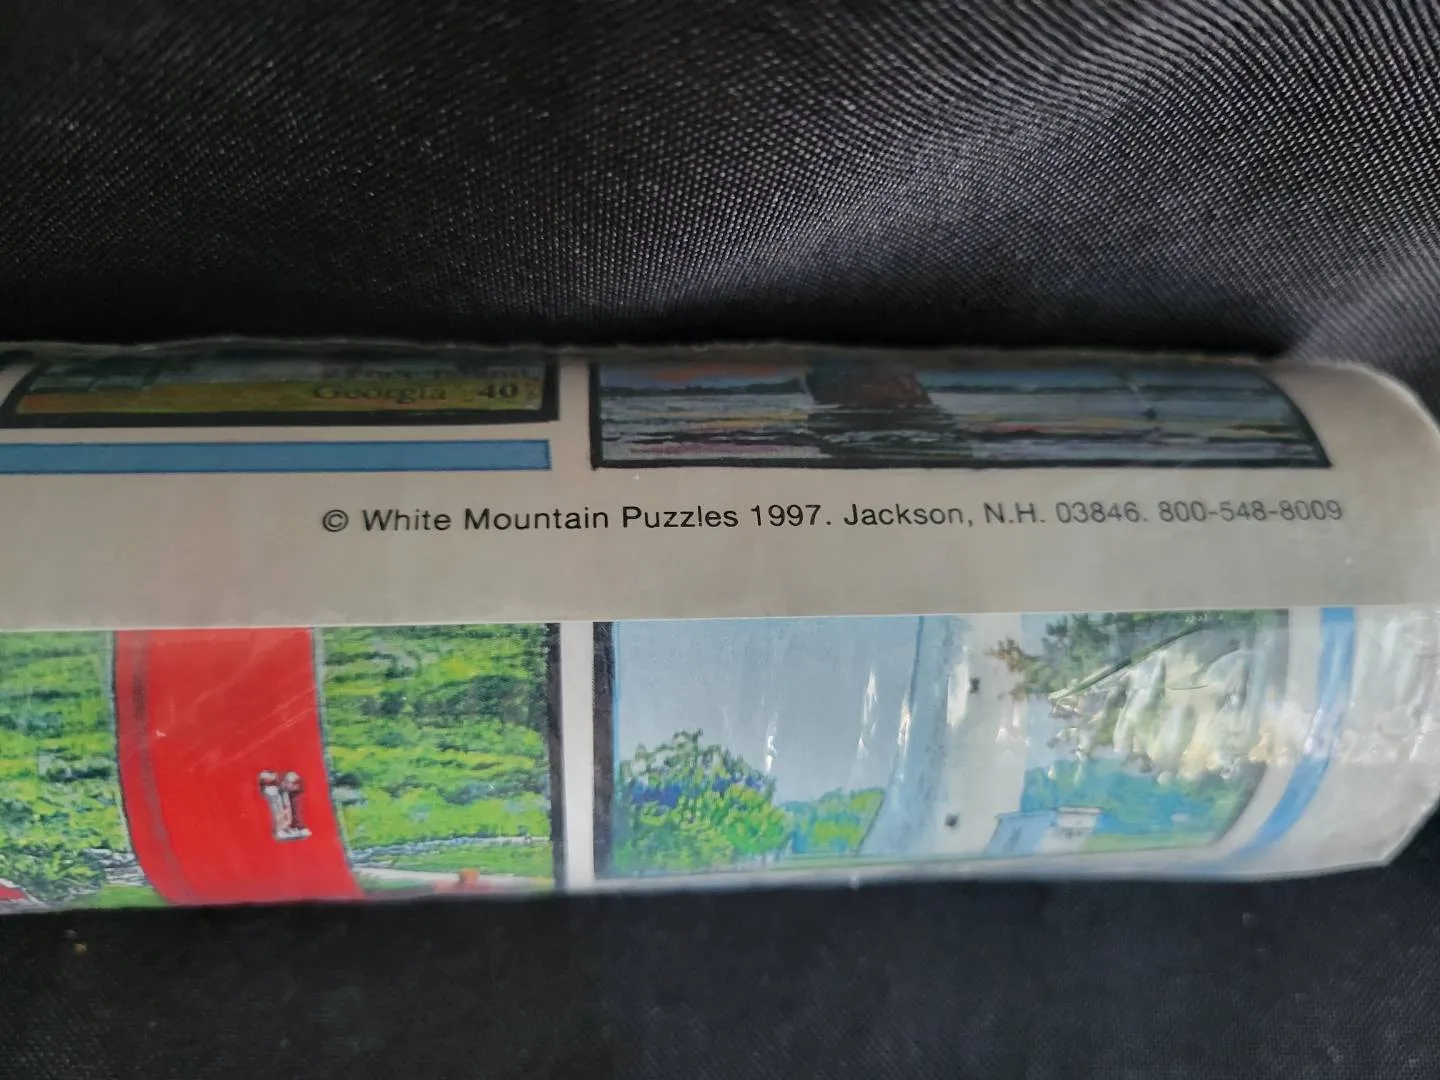 Georgia 40
© White Mountain Puzzles 1997. Jackson, N.H. 03846. 800-548-8009